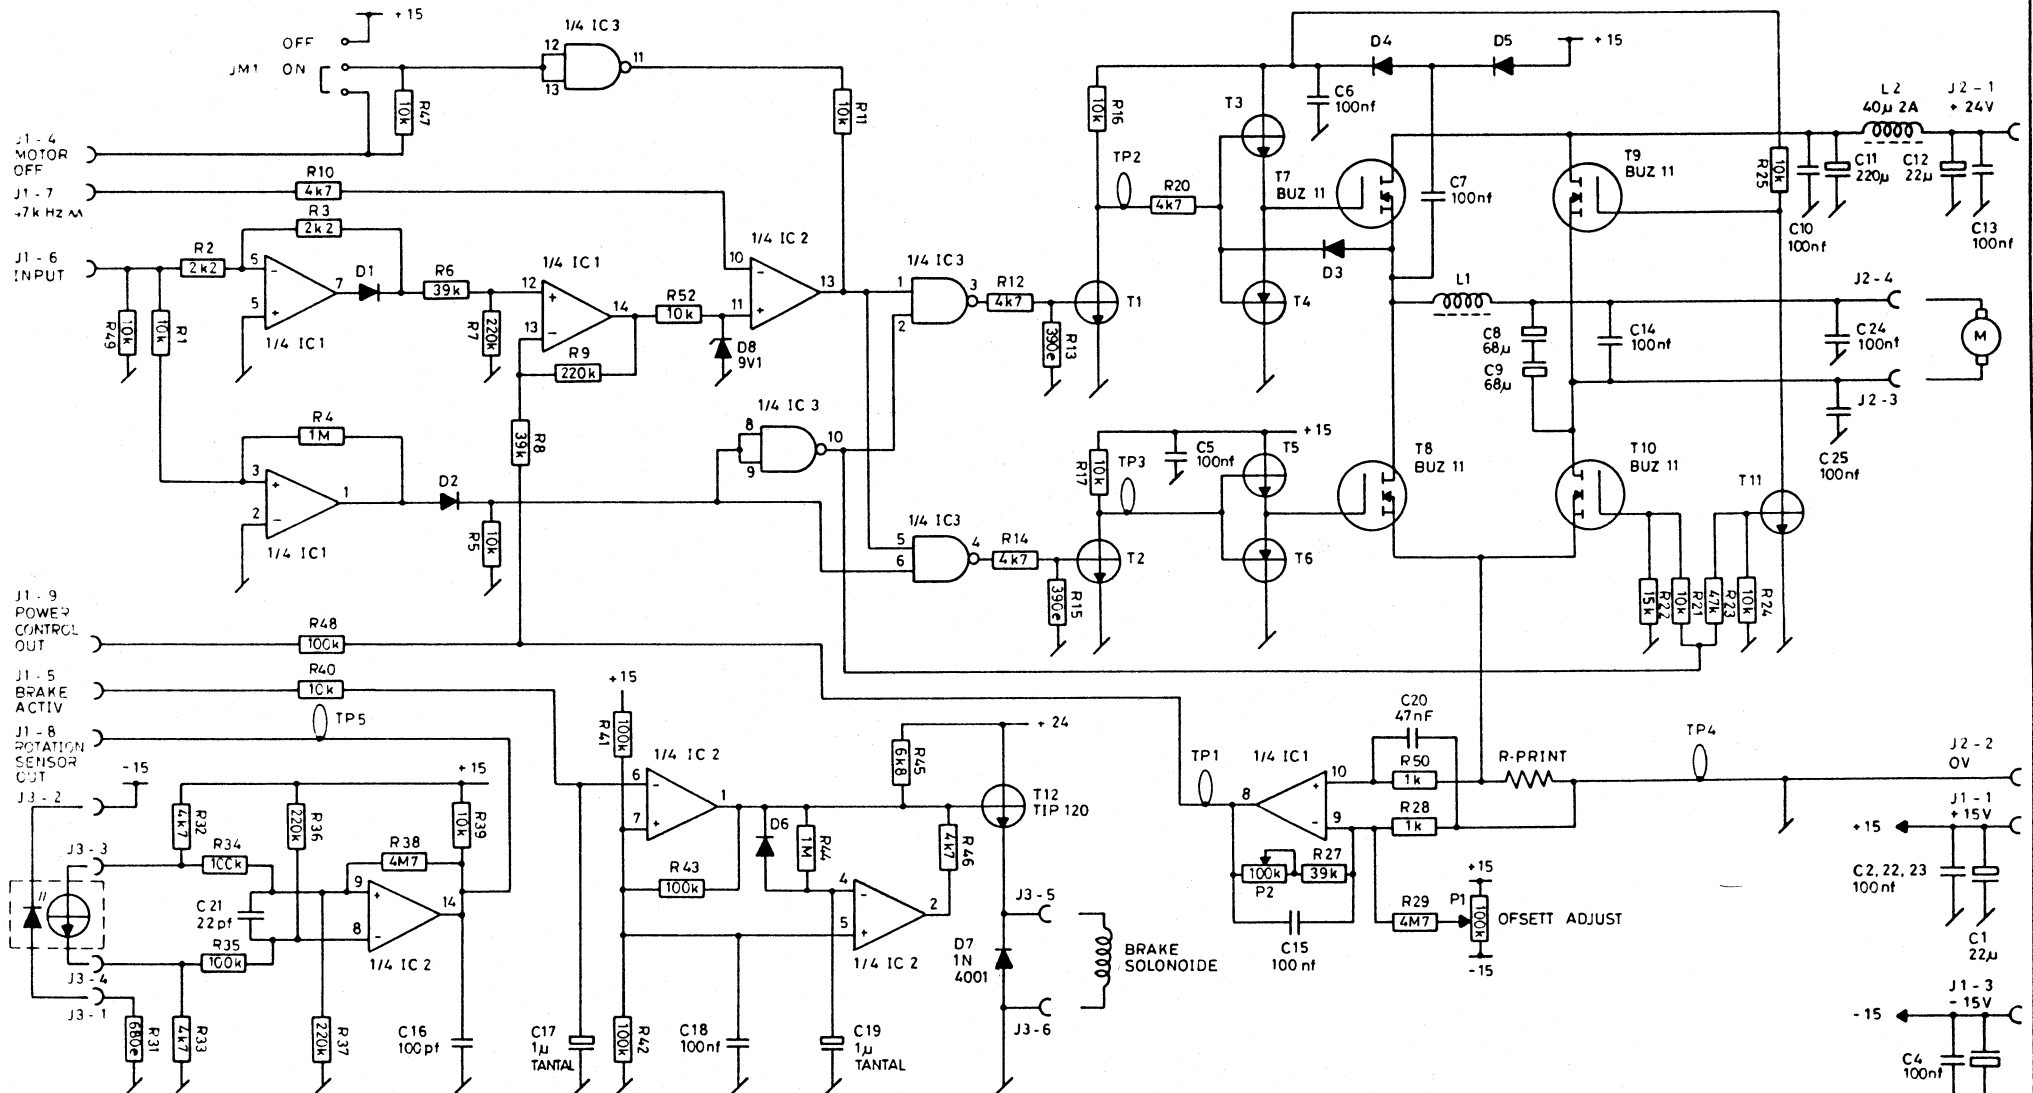 +15
OFF
JM1 ON
1/4 IC3
12
13
11
10k
R47
10k
R11
J1-4
MOTOR
OFF
J1-7
47kHz
R10
4k7
R3
2k2
J1-6
INPUT
R2
2k2
5
5
7
D1
1/4 IC1
10k
R49
10k
R1
R6
39k
220k
R7
1/4 IC1
12
13
14
R9
220k
R52
10k
D8
9V1
1/4 IC2
10
11
13
39k
R8
R4
1M
3
2
1
1/4 IC1
D2
10k
R5
1/4 IC3
8
9
10
1/4 IC3
1
2
3
R12
4k7
390e
R13
T1
1/4 IC3
5
6
4
R14
4k7
390e
R15
T2
10k
R16
TP2
R20
4k7
T3
T4
C6
100nf
D4
D5
+15
T7
BUZ 11
C7
100nf
D3
T9
BUZ 11
10k
R25
L2
40µ 2A
J2-1
+24V
C10
100nf
C11
220µ
C12
22µ
C13
100nf
L1
C8
68µ
C9
68µ
C14
100nf
C24
100nf
J2-4
M
J2-3
C25
100nf
10k
R17
TP3
C5
100nf
+15
T5
T6
T8
BUZ 11
T10
BUZ 11
T11
15k
R22
10k
R21
47k
R23
10k
R24
J1-9
POWER
CONTROL
OUT
R48
100k
J1-5
BRAKE
ACTIV
R40
10k
J1-8
ROTATION
SENSOR
OUT
TP5
-15
J3-2
J3-3
J3-4
J3-1
680e
R31
4k7
R32
4k7
R33
R34
100k
R35
100k
C21
22pf
220k
R36
220k
R37
R38
4M7
+15
10k
R39
9
8
14
1/4 IC2
C16
100pf
C17
1µ
TANTAL
+15
100k
R41
100k
R42
1/4 IC2
6
7
1
R43
100k
C18
100nf
D6
1M
R44
C19
1µ
TANTAL
4
5
2
1/4 IC2
6k8
R45
4k7
R46
+24
T12
TIP 120
J3-5
J3-6
D7
1N
4001
BRAKE
SOLONOIDE
TP1
1/4 IC1
8
10
9
C20
47nF
R50
1k
R28
1k
R-PRINT
TP4
100k
P2
R27
39k
C15
100nf
R29
4M7
P1
+15
100k
-15
OFSETT ADJUST
J2-2
0V
J1-1
+15V
+15
C2, 22, 23
100nf
C1
22µ
J1-3
-15V
-15
C4
100nf